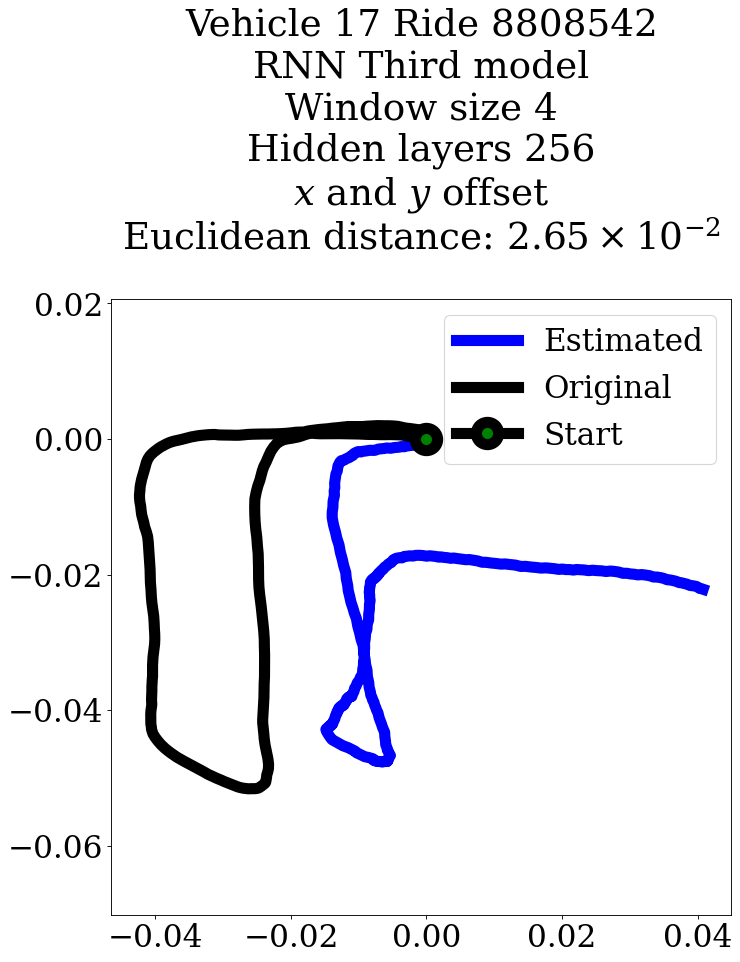 Vehicle 17 Ride 8808542
RNN Third model
Window size 4
Hidden layers 256
x and y offset
Euclidean distance: 2.65 × 10⁻²
0.02
Estimated
Original
Start
0.00
−0.02
−0.04
−0.06
−0.04 −0.02 0.00 0.02 0.04